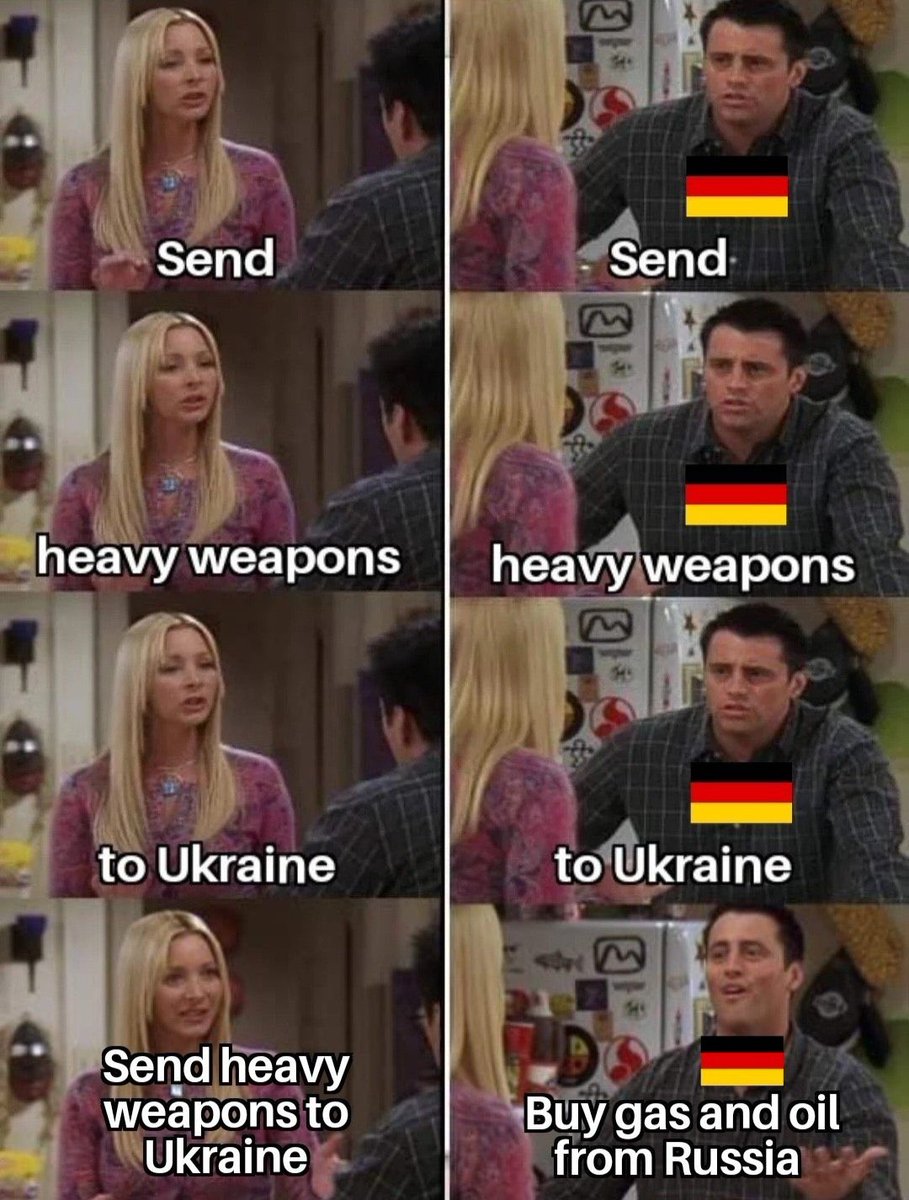 Send
Send
heavy weapons
heavy weapons
to Ukraine
to Ukraine
Send heavy
weapons to
Ukraine
Buy gas and oil
from Russia